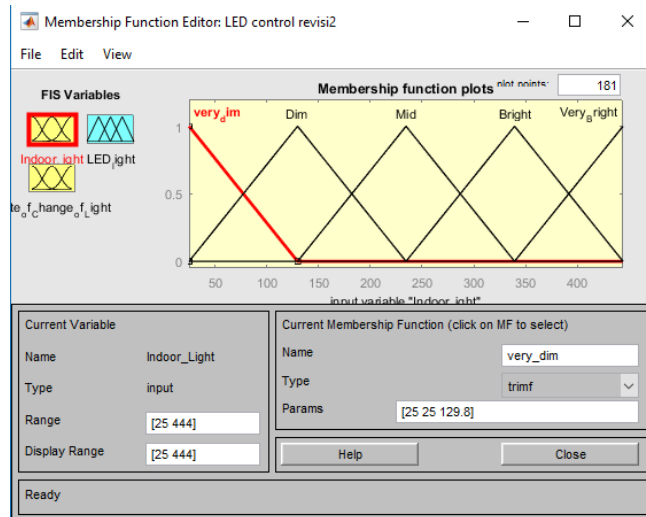 Membership Function Editor: LED control revisi2
File Edit View
FIS Variables
Indoor_light LED_light
te_of_Change_of_Light
Membership function plots plot points: 181
very_dim Dim Mid Bright Very_Bright
1
0.5
0
50 100 150 200 250 300 350 400
input variable "Indoor_light"
Current Variable
Name Indoor_Light
Type input
Range [25 444]
Display Range [25 444]
Current Membership Function (click on MF to select)
Name very_dim
Type trimf
Params [25 25 129.8]
Help Close
Ready